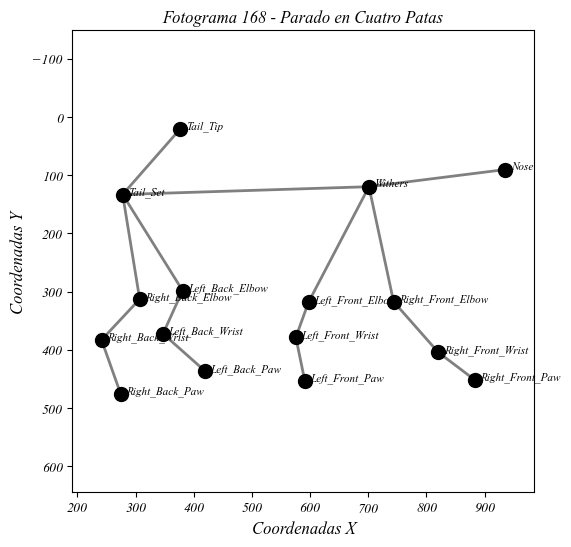 Fotograma 168 - Parado en Cuatro Patas
−100
0
100
200
300
400
500
600
Coordenadas Y
Tail_Tip
Nose
Withers
Tail_Set
Left_Back_Elbow
Right_Back_Elbow
Left_Front_Elbow
Right_Front_Elbow
Left_Back_Wrist
Right_Back_Wrist
Left_Front_Wrist
Right_Front_Wrist
Left_Back_Paw
Left_Front_Paw
Right_Front_Paw
Right_Back_Paw
200 300 400 500 600 700 800 900
Coordenadas X